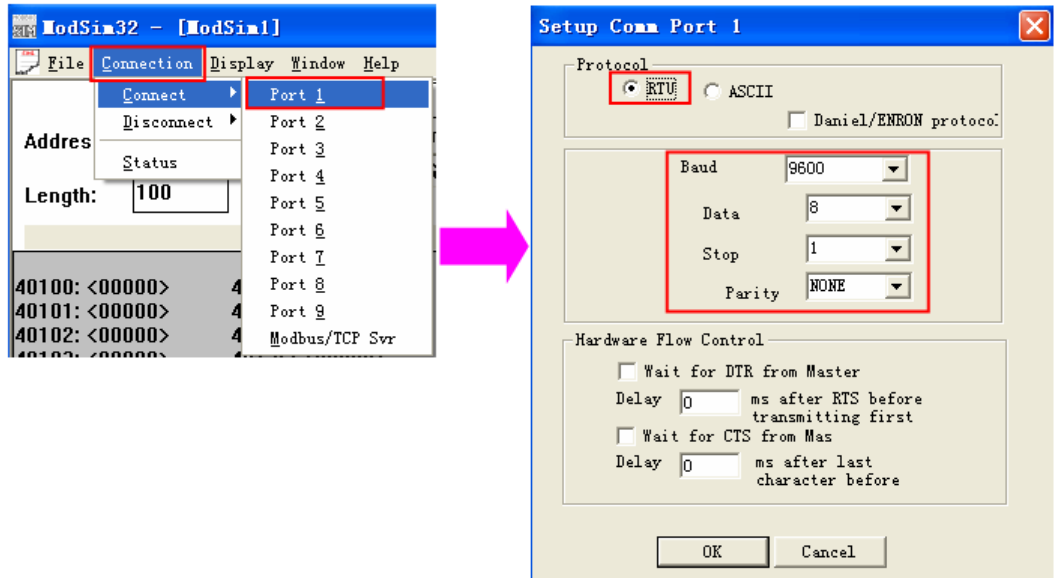 ModSim32 - [ModSim1]
File Connection Display Window Help
Connect Port 1
Disconnect Port 2
Addres Port 3
Status Port 4
Length: 100 Port 5
Port 6
Port 7
40100: <00000> 4 Port 8
40101: <00000> 4 Port 9
40102: <00000> 4 Modbus/TCP Svr
Setup Comm Port 1
Protocol
RTU ASCII
Daniel/ENRON protocol
Baud 9600
Data 8
Stop 1
Parity NONE
Hardware Flow Control
Wait for DTR from Master
Delay 0 ms after RTS before
transmitting first
Wait for CTS from Mas
Delay 0 ms after last
character before
OK Cancel